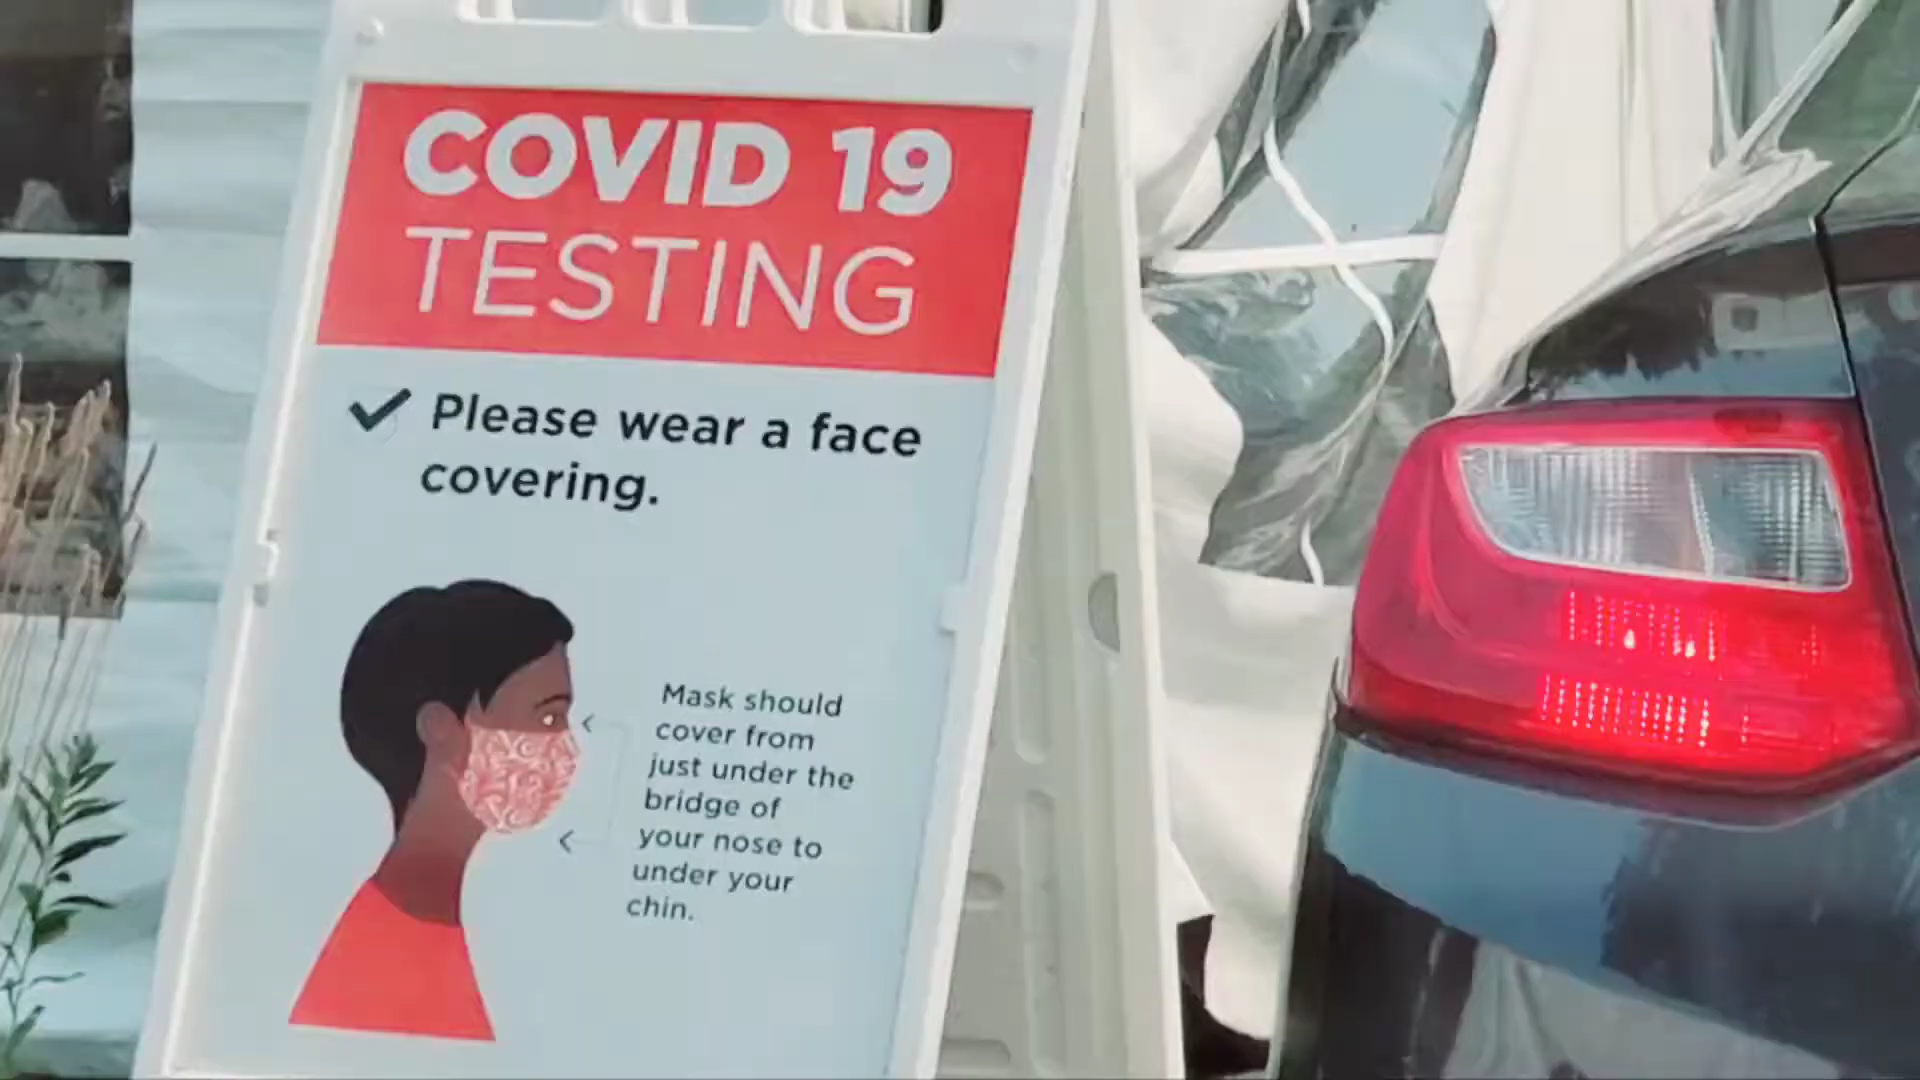 COVID 19
TESTING
Please wear a face
covering.
Mask should
cover from
just under the
bridge of
your nose to
under your
chin.